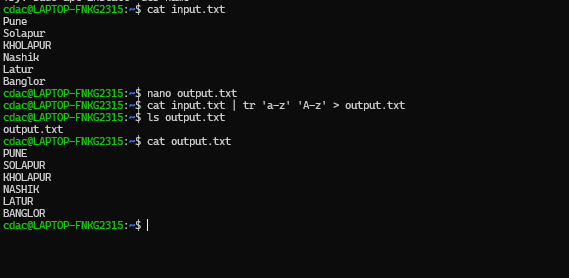 cdac@LAPTOP-FNKG2315:~$ cat input.txt
Pune
Solapur
KHOLAPUR
Nashik
Latur
Banglor
cdac@LAPTOP-FNKG2315:~$ nano output.txt
cdac@LAPTOP-FNKG2315:~$ cat input.txt | tr 'a-z' 'A-z' > output.txt
cdac@LAPTOP-FNKG2315:~$ ls output.txt
output.txt
cdac@LAPTOP-FNKG2315:~$ cat output.txt
PUNE
SOLAPUR
KHOLAPUR
NASHIK
LATUR
BANGLOR
cdac@LAPTOP-FNKG2315:~$